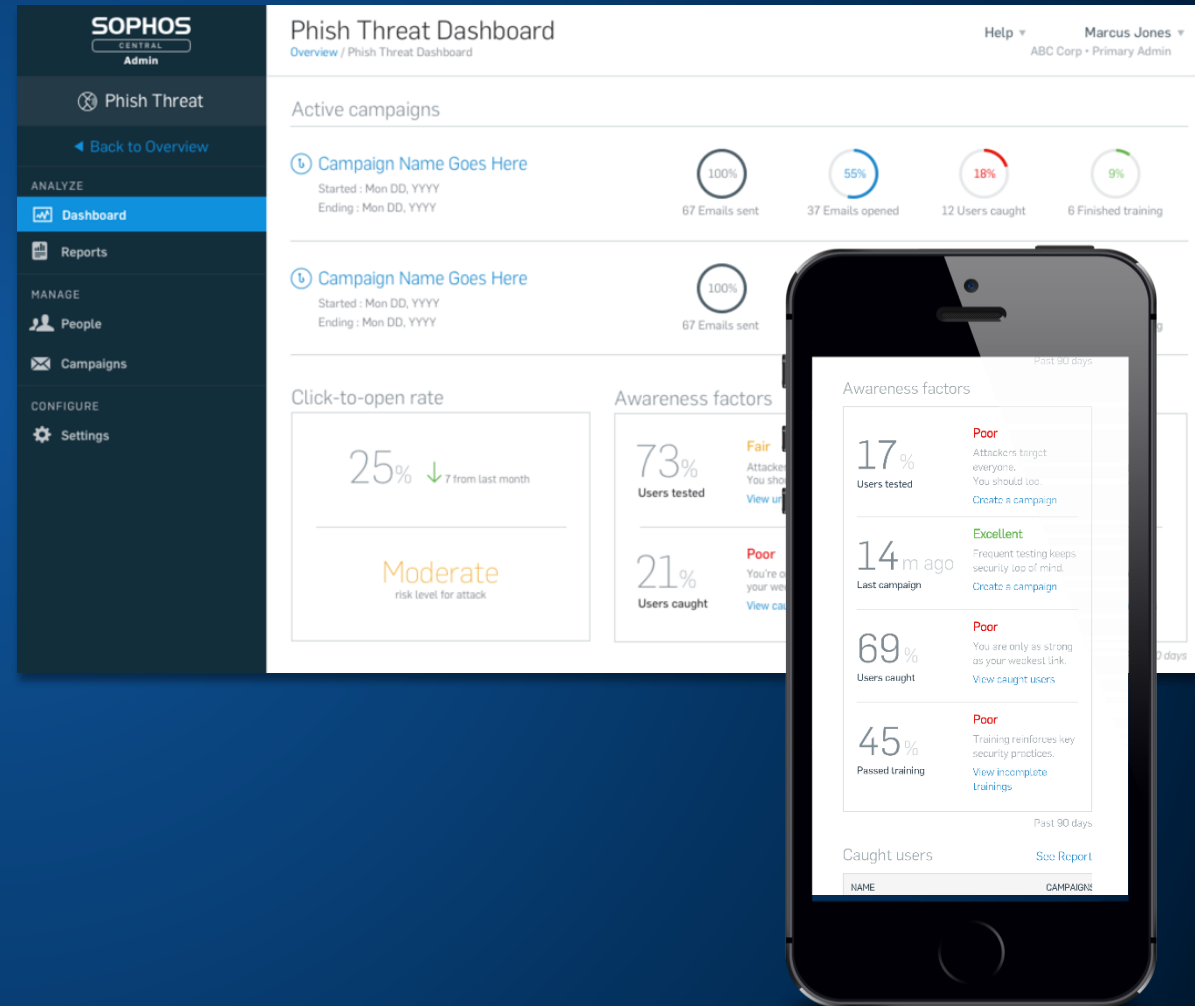 SOPHOS
CENTRAL
Admin
Phish Threat
Back to Overview
ANALYZE
Dashboard
Reports
MANAGE
People
Campaigns
CONFIGURE
Settings
Phish Threat Dashboard
Overview / Phish Threat Dashboard
Help
Marcus Jones
ABC Corp • Primary Admin
Active campaigns
Campaign Name Goes Here
Started : Mon DD, YYYY
Ending : Mon DD, YYYY
100%
67 Emails sent
55%
37 Emails opened
18%
12 Users caught
9%
6 Finished training
Campaign Name Goes Here
Started : Mon DD, YYYY
Ending : Mon DD, YYYY
100%
67 Emails sent
Click-to-open rate
25% 7 from last month
Moderate
risk level for attack
Awareness factors
73%
Users tested
Fair
You
View
21%
Users caught
Poor
You're
your
View
days
Past 90 days
Awareness factors
17%
Users tested
Poor
Attackers target
everyone.
You should too.
Create a campaign
14m ago
Last campaign
Excellent
Frequent testing keeps
security top of mind.
Create a campaign
69%
Users caught
Poor
You are only as strong
as your weakest link.
View caught users
45%
Passed training
Poor
Training reinforces key
security practices.
View incomplete
trainings
Past 90 days
Caught users
See Report
NAME
CAMPAIGNS